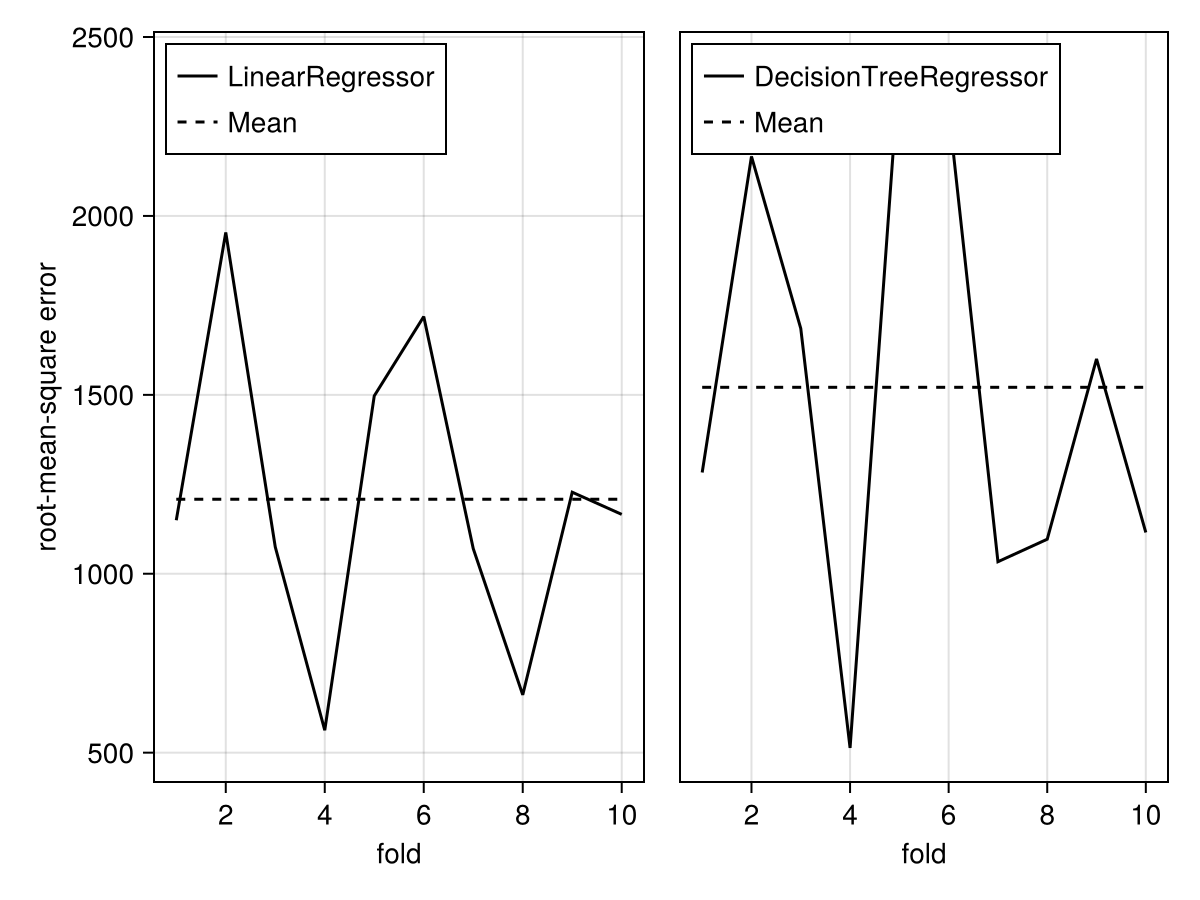 2500
2000
1500
1000
500
root-mean-square error
LinearRegressor
Mean
2 4 6 8 10
fold
DecisionTreeRegressor
Mean
2 4 6 8 10
fold